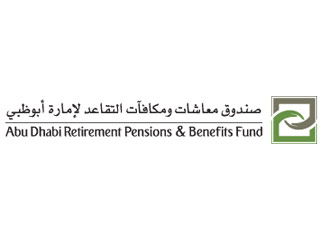 صندوق معاشات ومكافآت التقاعد لإمارة أبوظبي
Abu Dhabi Retirement Pensions & Benefits Fund